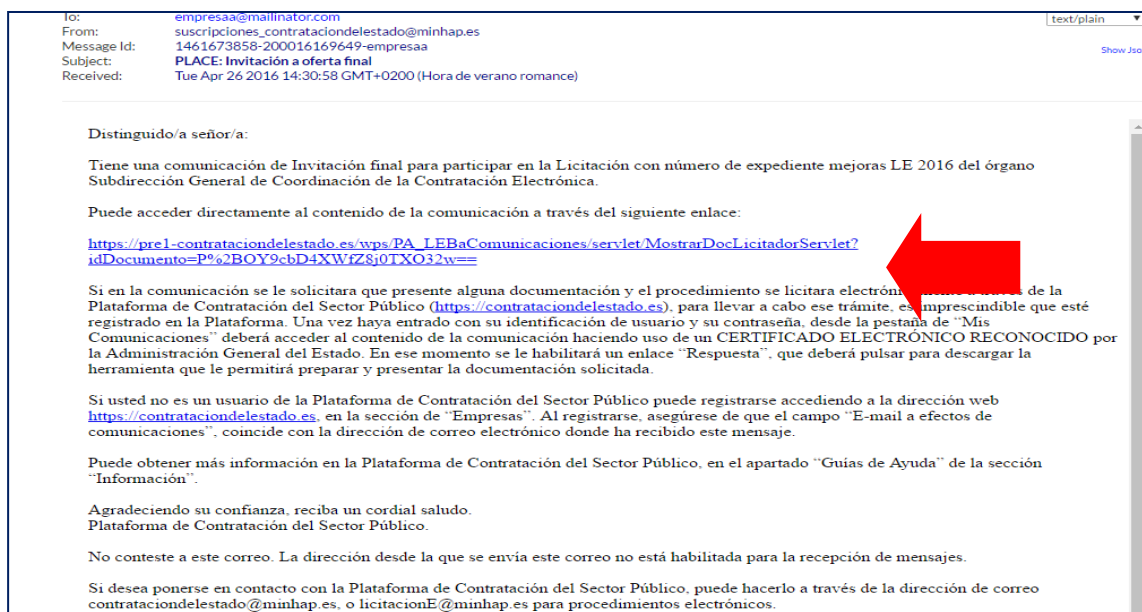 To: empresaa@mailinator.com
text/plain
From: suscripciones_contrataciondelestado@minhap.es
Message Id: 1461673858-200016169649-empresaa
Show Jso
Subject: PLACE: Invitación a oferta final
Received: Tue Apr 26 2016 14:30:58 GMT+0200 (Hora de verano romance)
Distinguido/a señor/a:
Tiene una comunicación de Invitación final para participar en la Licitación con número de expediente mejoras LE 2016 del órgano
Subdirección General de Coordinación de la Contratación Electrónica.
Puede acceder directamente al contenido de la comunicación a través del siguiente enlace:
https://pre1-contrataciondelestado.es/wps/PA_LEBaComunicaciones/servlet/MostrarDocLicitadorServlet?
idDocumento=P%2BOY9cbD4XWfZ8j0TXO32w==
Si en la comunicación se le solicitara que presente alguna documentación y el procedimiento se licitara de la
Plataforma de Contratación del Sector Público (https://contrataciondelestado.es), para llevar a cabo ese trámite, es imprescindible que esté
registrado en la Plataforma. Una vez haya entrado con su identificación de usuario y su contraseña, desde la pestaña de “Mis
Comunicaciones” deberá acceder al contenido de la comunicación haciendo uso de un CERTIFICADO ELECTRÓNICO RECONOCIDO por
la Administración General del Estado. En ese momento se le habilitará un enlace “Respuesta”, que deberá pulsar para descargar la
herramienta que le permitirá preparar y presentar la documentación solicitada.
Si usted no es un usuario de la Plataforma de Contratación del Sector Público puede registrarse accediendo a la dirección web
https://contrataciondelestado.es, en la sección de “Empresas”. Al registrarse, asegúrese de que el campo “E-mail a efectos de
comunicaciones”, coincide con la dirección de correo electrónico donde ha recibido este mensaje.
Puede obtener más información en la Plataforma de Contratación del Sector Público, en el apartado “Guías de Ayuda” de la sección
“Información”.
Agradeciendo su confianza, reciba un cordial saludo.
Plataforma de Contratación del Sector Público.
No conteste a este correo. La dirección desde la que se envía este correo no está habilitada para la recepción de mensajes.
Si desea ponerse en contacto con la Plataforma de Contratación del Sector Público, puede hacerlo a través de la dirección de correo
contrataciondelestado@minhap.es, o licitacionE@minhap.es para procedimientos electrónicos.